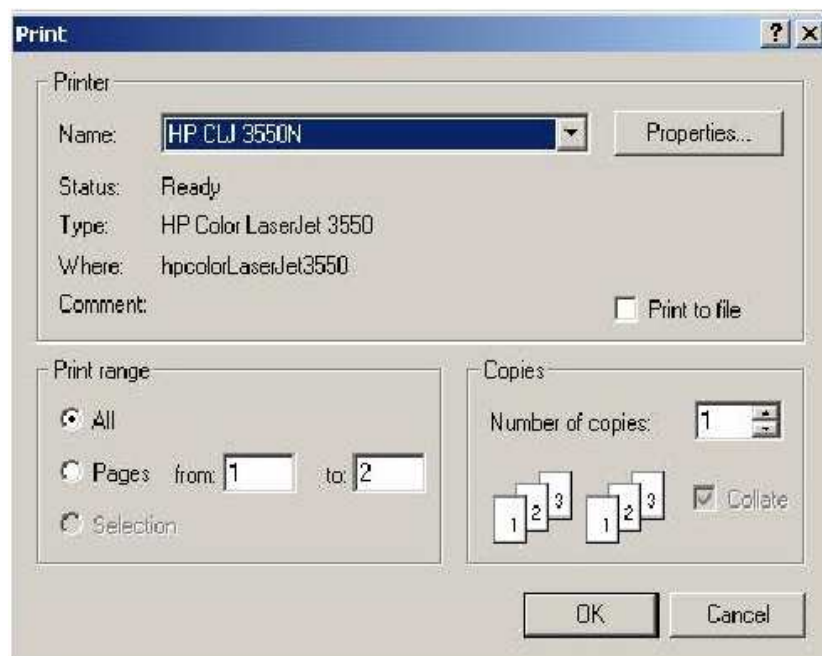 Print
Printer
Name: HP CLJ 3550N Properties...
Status: Ready
Type: HP Color LaserJet 3550
Where: hpcolorLaserJet3550
Comment:
Print to file
Print range
All
Pages from: 1 to: 2
Selection
Copies
Number of copies: 1
1 2 3 1 2 3 Collate
OK Cancel